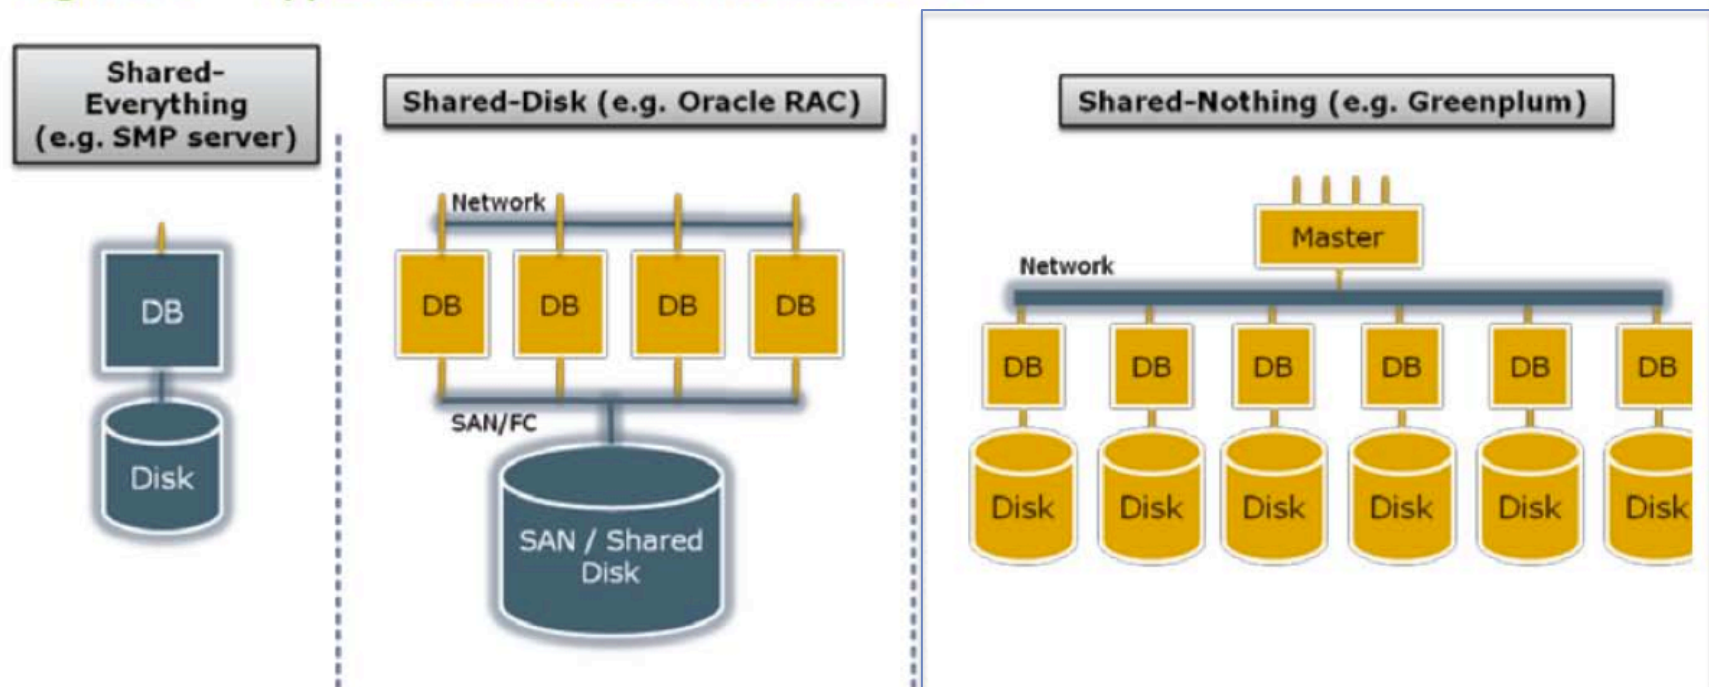 Shared-
Everything
(e.g. SMP server)
DB
Disk
Shared-Disk (e.g. Oracle RAC)
Network
DB DB DB DB
SAN/FC
SAN / Shared
Disk
Shared-Nothing (e.g. Greenplum)
Master
Network
DB DB DB DB DB DB
Disk Disk Disk Disk Disk Disk